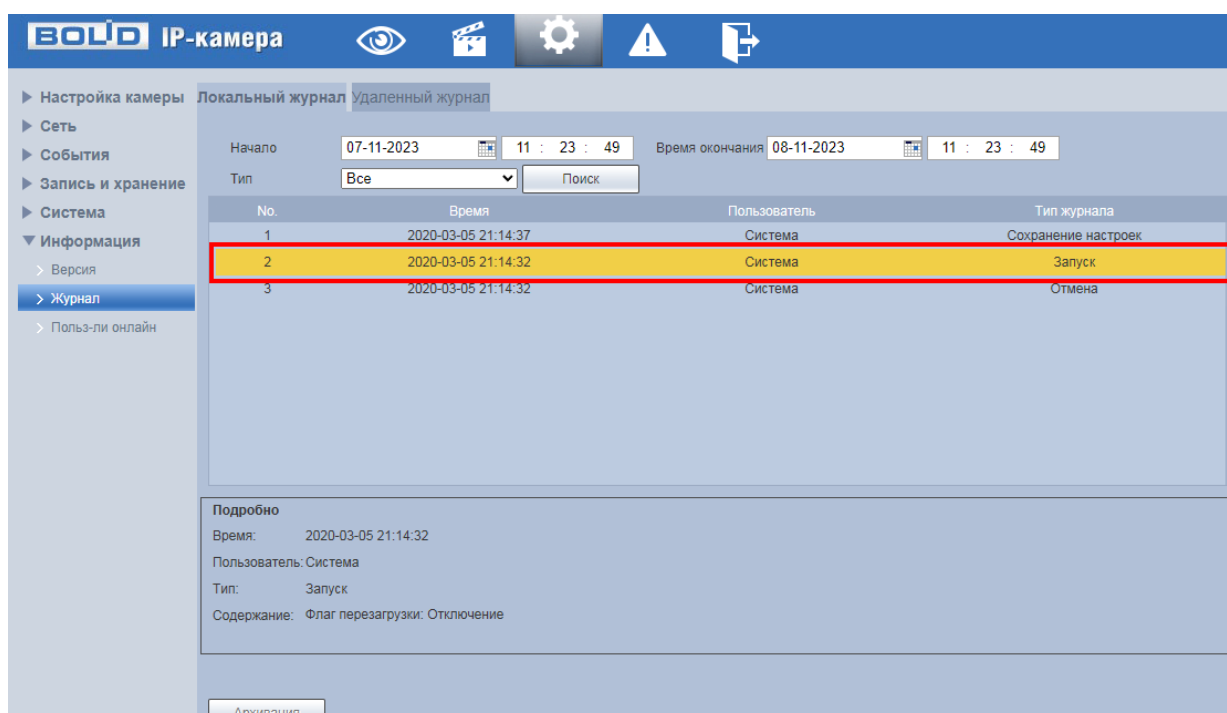 BOLID IP-камера
Настройка камеры
Сеть
События
Запись и хранение
Система
Информация
Версия
Журнал
Польз-ли онлайн
Локальный журнал Удаленный журнал
Начало 07-11-2023 11 : 23 : 49 Время окончания 08-11-2023 11 : 23 : 49
Тип Все Поиск
No. Время Пользователь Тип журнала
1 2020-03-05 21:14:37 Система Сохранение настроек
2 2020-03-05 21:14:32 Система Запуск
3 2020-03-05 21:14:32 Система Отмена
Подробно
Время: 2020-03-05 21:14:32
Пользователь: Система
Тип: Запуск
Содержание: Флаг перезагрузки: Отключение
Архивация